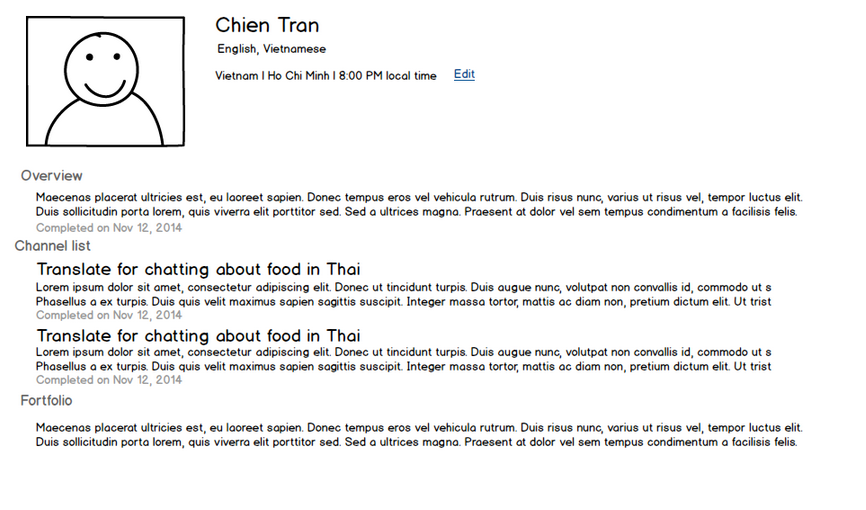 Chien Tran
English, Vietnamese
Vietnam | Ho Chi Minh | 8:00 PM local time Edit
Overview
Maecenas placerat ultricies est, eu laoreet sapien. Donec tempus eros vel vehicula rutrum. Duis risus nunc, varius ut risus vel, tempor luctus elit.
Duis sollicitudin porta lorem, quis viverra elit porttitor sed. Sed a ultrices magna. Praesent at dolor vel sem tempus condimentum a facilisis felis.
Completed on Nov 12, 2014
Channel list
Translate for chatting about food in Thai
Lorem ipsum dolor sit amet, consectetur adipiscing elit. Donec ut tincidunt turpis. Duis augue nunc, volutpat non convallis id, commodo ut s
Phasellus a ex turpis. Duis quis velit maximus sapien sagittis suscipit. Integer massa tortor, mattis ac diam non, pretium dictum elit. Ut trist
Completed on Nov 12, 2014
Translate for chatting about food in Thai
Lorem ipsum dolor sit amet, consectetur adipiscing elit. Donec ut tincidunt turpis. Duis augue nunc, volutpat non convallis id, commodo ut s
Phasellus a ex turpis. Duis quis velit maximus sapien sagittis suscipit. Integer massa tortor, mattis ac diam non, pretium dictum elit. Ut trist
Completed on Nov 12, 2014
Fortfolio
Maecenas placerat ultricies est, eu laoreet sapien. Donec tempus eros vel vehicula rutrum. Duis risus nunc, varius ut risus vel, tempor luctus elit.
Duis sollicitudin porta lorem, quis viverra elit porttitor sed. Sed a ultrices magna. Praesent at dolor vel sem tempus condimentum a facilisis felis.